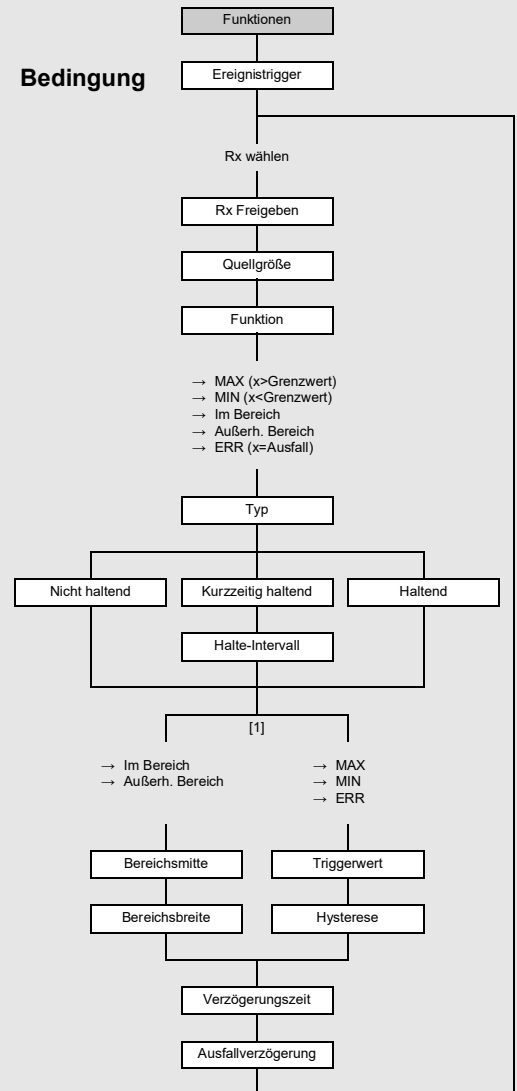 Funktionen
Bedingung
Ereignistrigger
Rx wählen
Rx Freigeben
Quellgröße
Funktion
→ MAX (x>Grenzwert)
→ MIN (x<Grenzwert)
→ Im Bereich
→ Außerh. Bereich
→ ERR (x=Ausfall)
Typ
Nicht haltend
Kurzzeitig haltend
Haltend
Halte-Intervall
[1]
→ Im Bereich
→ Außerh. Bereich
→ MAX
→ MIN
→ ERR
Bereichsmitte
Triggerwert
Bereichsbreite
Hysterese
Verzögerungszeit
Ausfallverzögerung